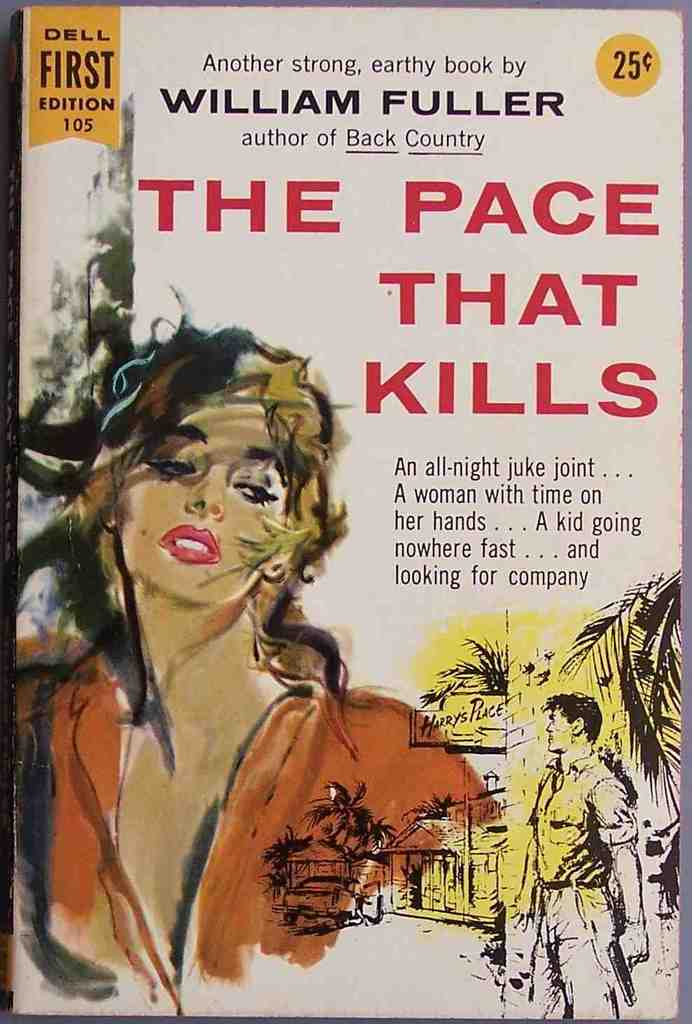 DELL
FIRST
EDITION
105
25¢
Another strong, earthy book by
WILLIAM FULLER
author of Back Country
THE PACE
THAT
KILLS
An all-night juke joint . . .
A woman with time on
her hands . . . A kid going
nowhere fast . . . and
looking for company
HARRYS PLACE